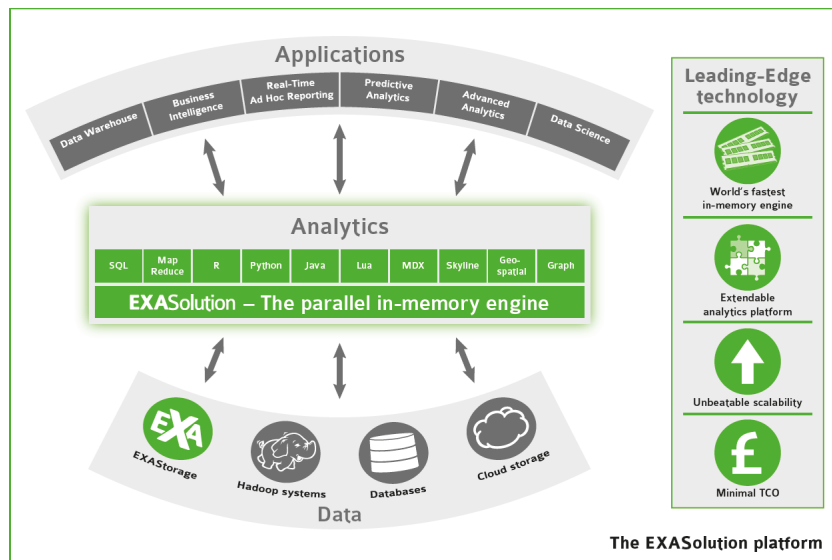 Applications
Data Warehouse
Business
Intelligence
Real-Time
Ad Hoc Reporting
Predictive
Analytics
Advanced
Analytics
Data Science
Analytics
SQL
Map
Reduce
R
Python
Java
Lua
MDX
Skyline
Geo-
spatial
Graph
EXASolution – The parallel in-memory engine
EXA
EXAStorage
Hadoop systems
Databases
Cloud storage
Data
Leading-Edge
technology
World's fastest
in-memory engine
Extendable
analytics platform
Unbeatable scalability
£
Minimal TCO
The EXASolution platform